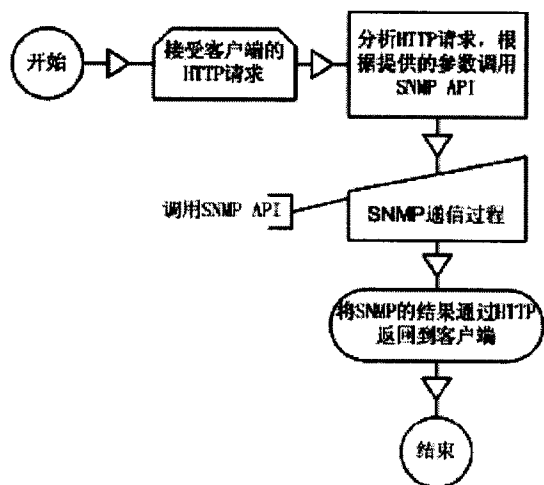 开始
接受客户端的
HTTP请求
分析HTTP请求，根
据提供的参数调用
SNMP API
调用SNMP API
SNMP通信过程
将SNMP的结果通过HTTP
返回到客户端
结束